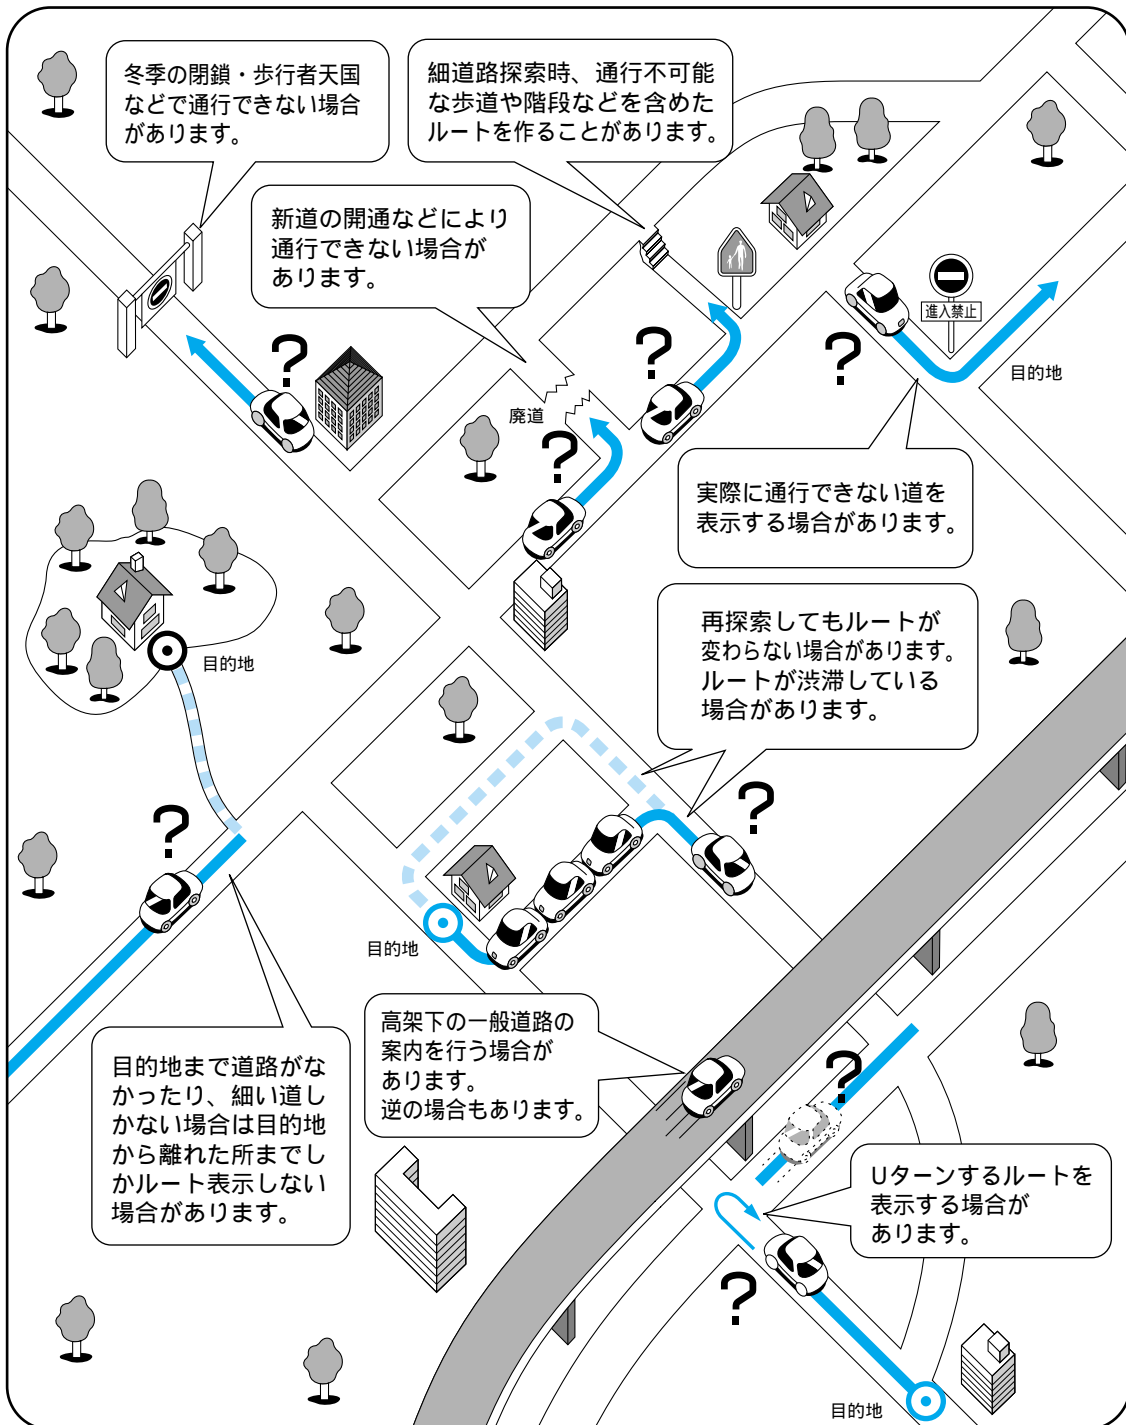 冬季の閉鎖・歩行者天国
などで通行できない場合
があります。
細道路探索時、通行不可能
な歩道や階段などを含めた
ルートを作ることがあります。
新道の開通などにより
通行できない場合が
あります。
進入禁止
目的地
廃道
実際に通行できない道を
表示する場合があります。
再探索してもルートが
変わらない場合があります。
ルートが渋滞している
場合があります。
目的地
目的地
高架下の一般道路の
案内を行う場合が
あります。
逆の場合もあります。
目的地まで道路がな
かったり、細い道し
かない場合は目的地
から離れた所までし
かルート表示しない
場合があります。
Uターンするルートを
表示する場合が
あります。
目的地
？
？
？
？
？
？
？
？